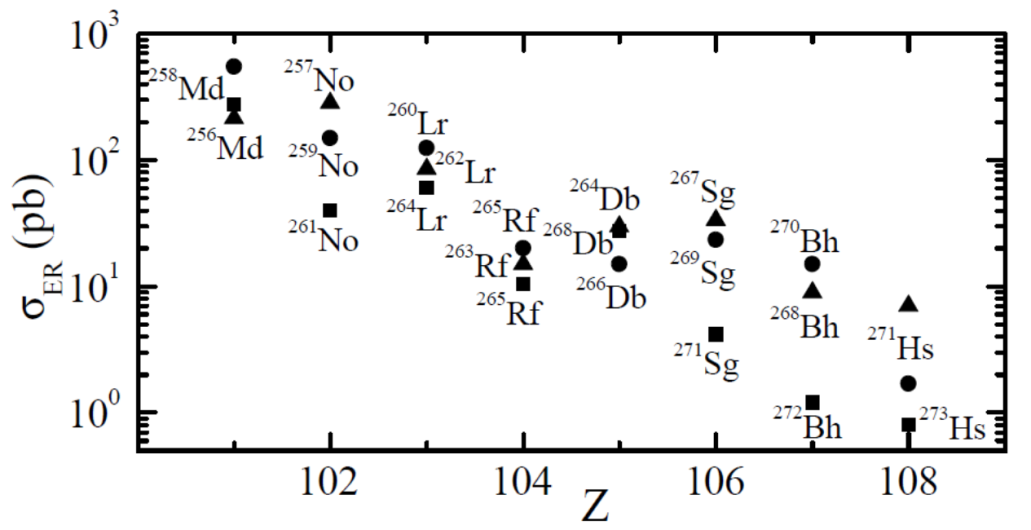 10³
²⁵⁸Md
²⁵⁷No
²⁶⁰Lr
²⁵⁶Md
10²
²⁵⁹No
²⁶²Lr
²⁶⁴Lr
²⁶⁴Db
²⁶⁷Sg
²⁶¹No
²⁶⁵Rf
²⁶⁸Db
²⁷⁰Bh
²⁶³Rf
²⁶⁹Sg
10¹
²⁶⁵Rf
²⁶⁶Db
²⁶⁸Bh
²⁷¹Sg
²⁷¹Hs
10⁰
²⁷²Bh
²⁷³Hs
σER (pb)
102 104 106 108
Z